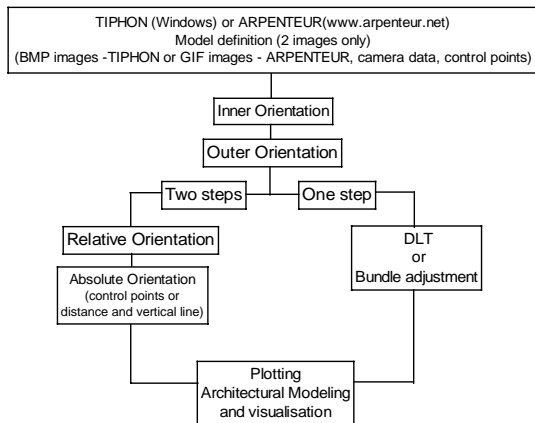 TIPHON (Windows) or ARPENTEUR(www.arpenteur.net)
Model definition (2 images only)
(BMP images -TIPHON or GIF images - ARPENTEUR, camera data, control points)
Inner Orientation
Outer Orientation
Two steps
One step
Relative Orientation
Absolute Orientation
(control points or
distance and vertical line)
DLT
or
Bundle adjustment
Plotting
Architectural Modeling
and visualisation